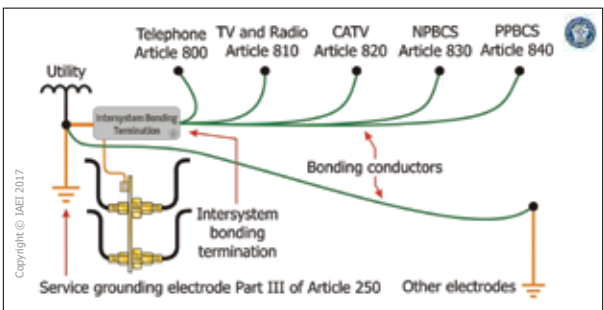 Telephone
Article 800
TV and Radio
Article 810
CATV
Article 820
NPBCS
Article 830
PPBCS
Article 840
Utility
Intersystem Bonding
Termination
Bonding conductors
Intersystem
bonding
termination
Service grounding electrode Part III of Article 250
Other electrodes
Copyright © IAEI 2017